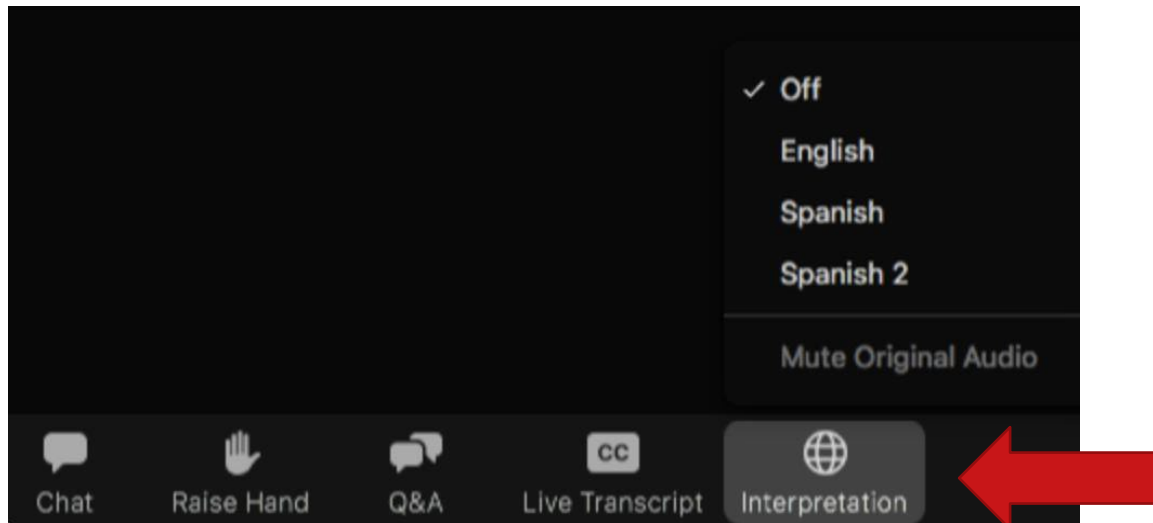 Off
English
Spanish
Spanish 2
Mute Original Audio
CC
Chat Raise Hand Q&A Live Transcript Interpretation